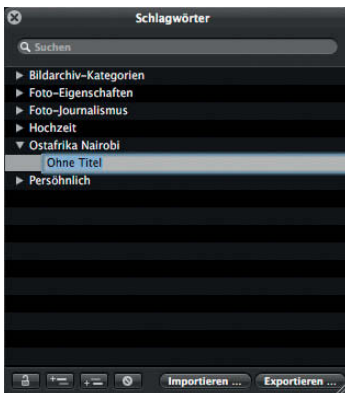 Schlagwörter
Suchen
Bildarchiv-Kategorien
Foto-Eigenschaften
Foto-Journalismus
Hochzeit
Ostafrika Nairobi
Ohne Titel
Persöhnlich
Importieren ... Exportieren ...